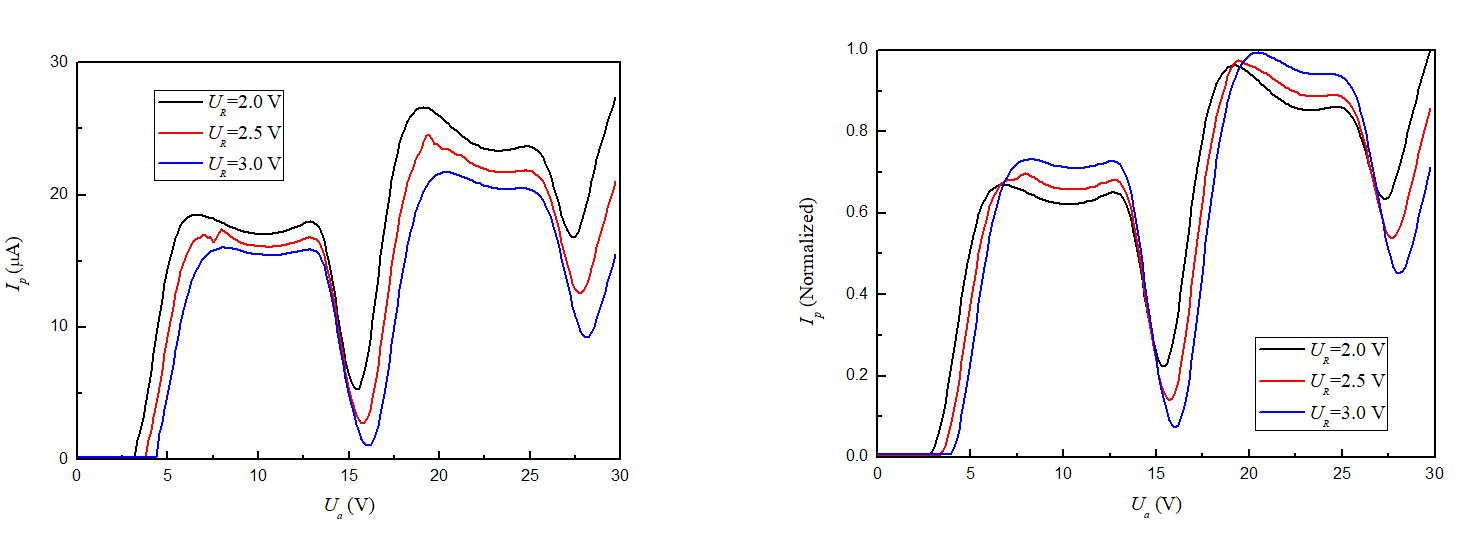 30
20
10
0
I_p (μA)
U_R=2.0 V
U_R=2.5 V
U_R=3.0 V
0 5 10 15 20 25 30
U_a (V)
1.0
0.8
0.6
0.4
0.2
0.0
I_p (Normalized)
U_R=2.0 V
U_R=2.5 V
U_R=3.0 V
0 5 10 15 20 25 30
U_a (V)